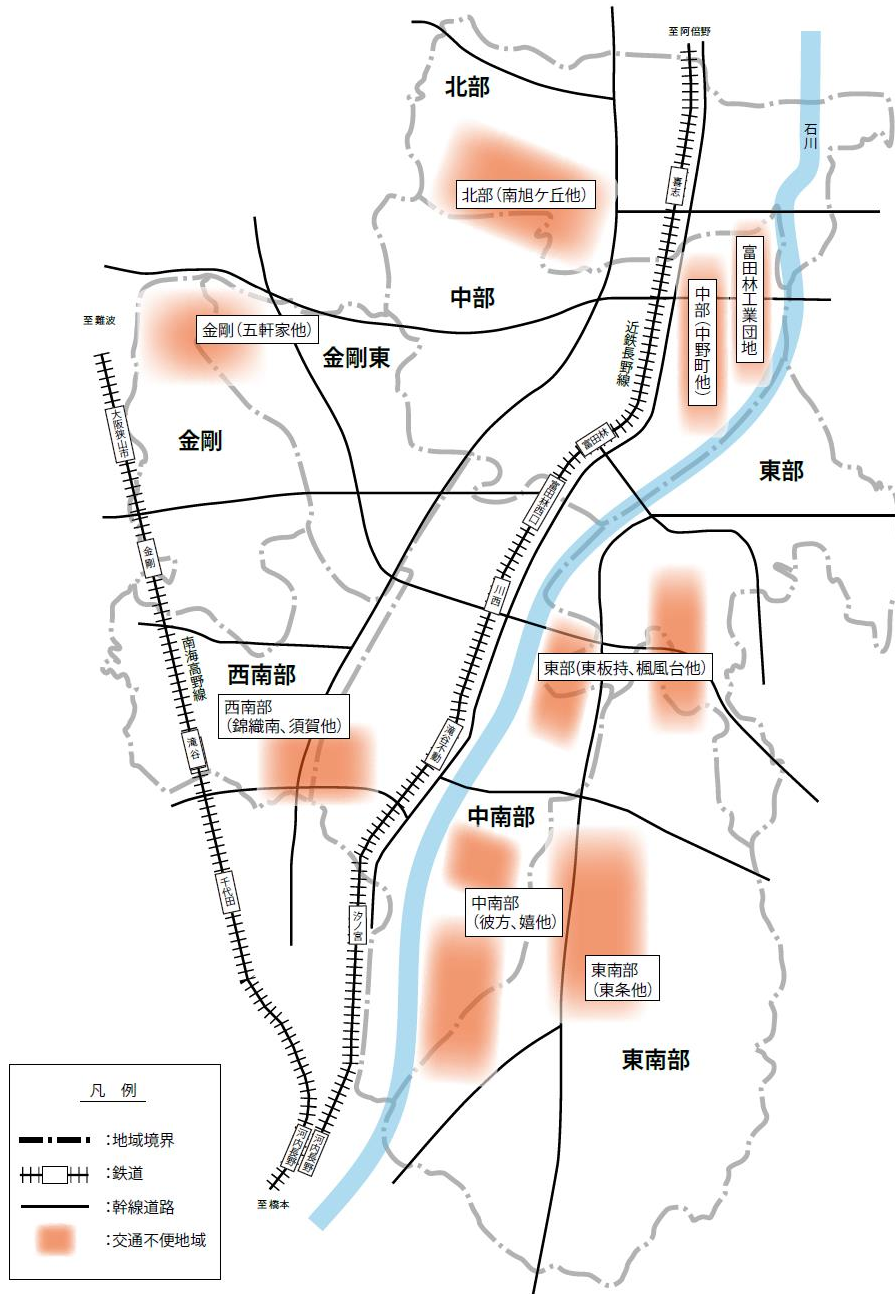 至阿倍野
北部
石川
喜志
北部（南旭ケ丘他）
富田林工業団地
中部（中野町他）
中部
至難波
金剛（五軒家他）
近鉄長野線
金剛東
大阪狭山市
金剛
富田林
東部
富田林西口
金剛
川西
南海高野線
西南部
東部(東板持、楓風台他）
西南部
（錦織南、須賀他）
滝谷
滝谷不動
中南部
千代田
中南部
（彼方、嬉他）
汐ノ宮
東南部
（東条他）
東南部
河内長野
河内長野
至橋本
凡　例
：地域境界
：鉄道
：幹線道路
：交通不便地域